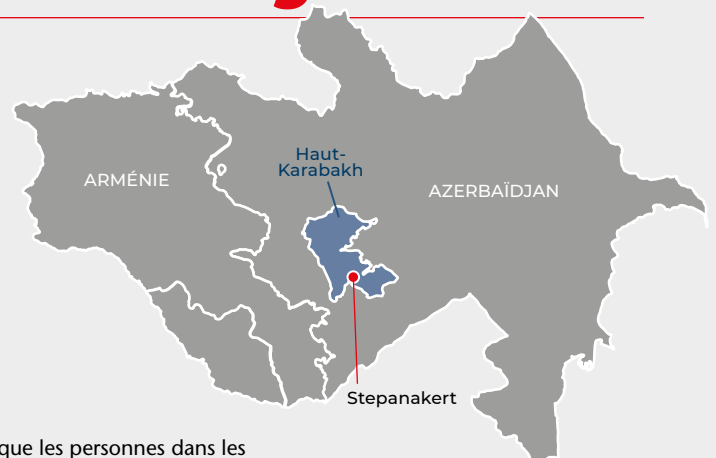 ARMÉNIE
Haut-
Karabakh
AZERBAÏDJAN
Stepanakert
que les personnes dans les